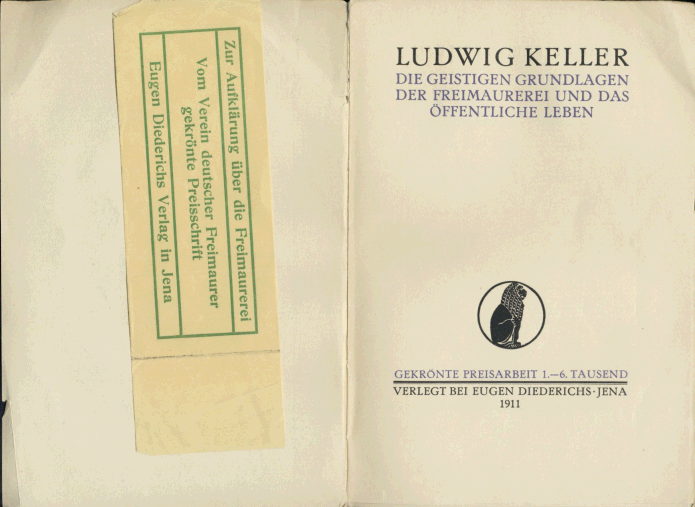 Zur Aufklärung über die Freimaurerei
Vom Verein deutscher Freimaurer
gekrönte Preisschrift
Eugen Diederichs Verlag in Jena
LUDWIG KELLER
DIE GEISTIGEN GRUNDLAGEN
DER FREIMAUREREI UND DAS
ÖFFENTLICHE LEBEN
GEKRÖNTE PREISARBEIT 1.—6. TAUSEND
VERLEGT BEI EUGEN DIEDERICHS-JENA
1911